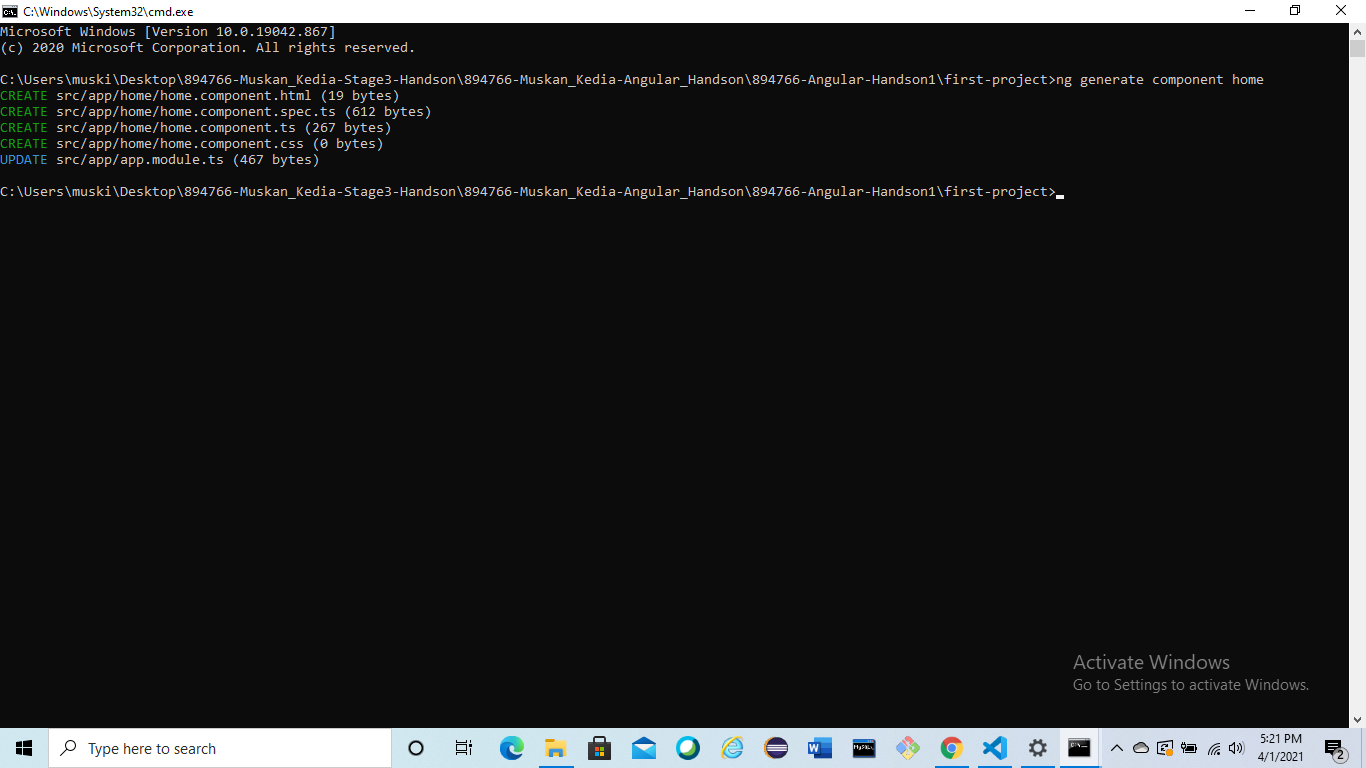 C:\Windows\System32\cmd.exe
Microsoft Windows [Version 10.0.19042.867]
(c) 2020 Microsoft Corporation. All rights reserved.
C:\Users\muski\Desktop\894766-Muskan_Kedia-Stage3-Handson\894766-Muskan_Kedia-Angular_Handson\894766-Angular-Handson1\first-project>ng generate component home
CREATE src/app/home/home.component.html (19 bytes)
CREATE src/app/home/home.component.spec.ts (612 bytes)
CREATE src/app/home/home.component.ts (267 bytes)
CREATE src/app/home/home.component.css (0 bytes)
UPDATE src/app/app.module.ts (467 bytes)
C:\Users\muski\Desktop\894766-Muskan_Kedia-Stage3-Handson\894766-Muskan_Kedia-Angular_Handson\894766-Angular-Handson1\first-project>
Activate Windows
Go to Settings to activate Windows.
Type here to search
MySQL
5:21 PM
4/1/2021
2